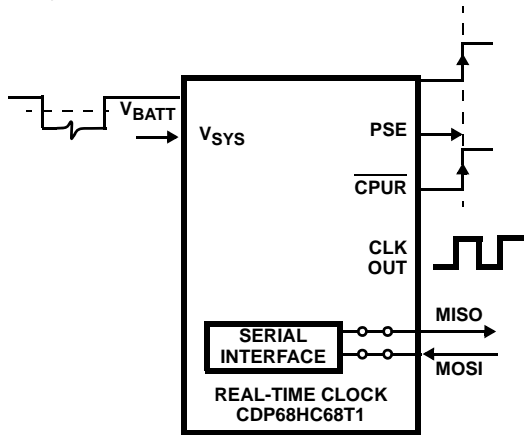 VBATT
VSYS
PSE
CPUR
CLK
OUT
MISO
SERIAL
INTERFACE
MOSI
REAL-TIME CLOCK
CDP68HC68T1